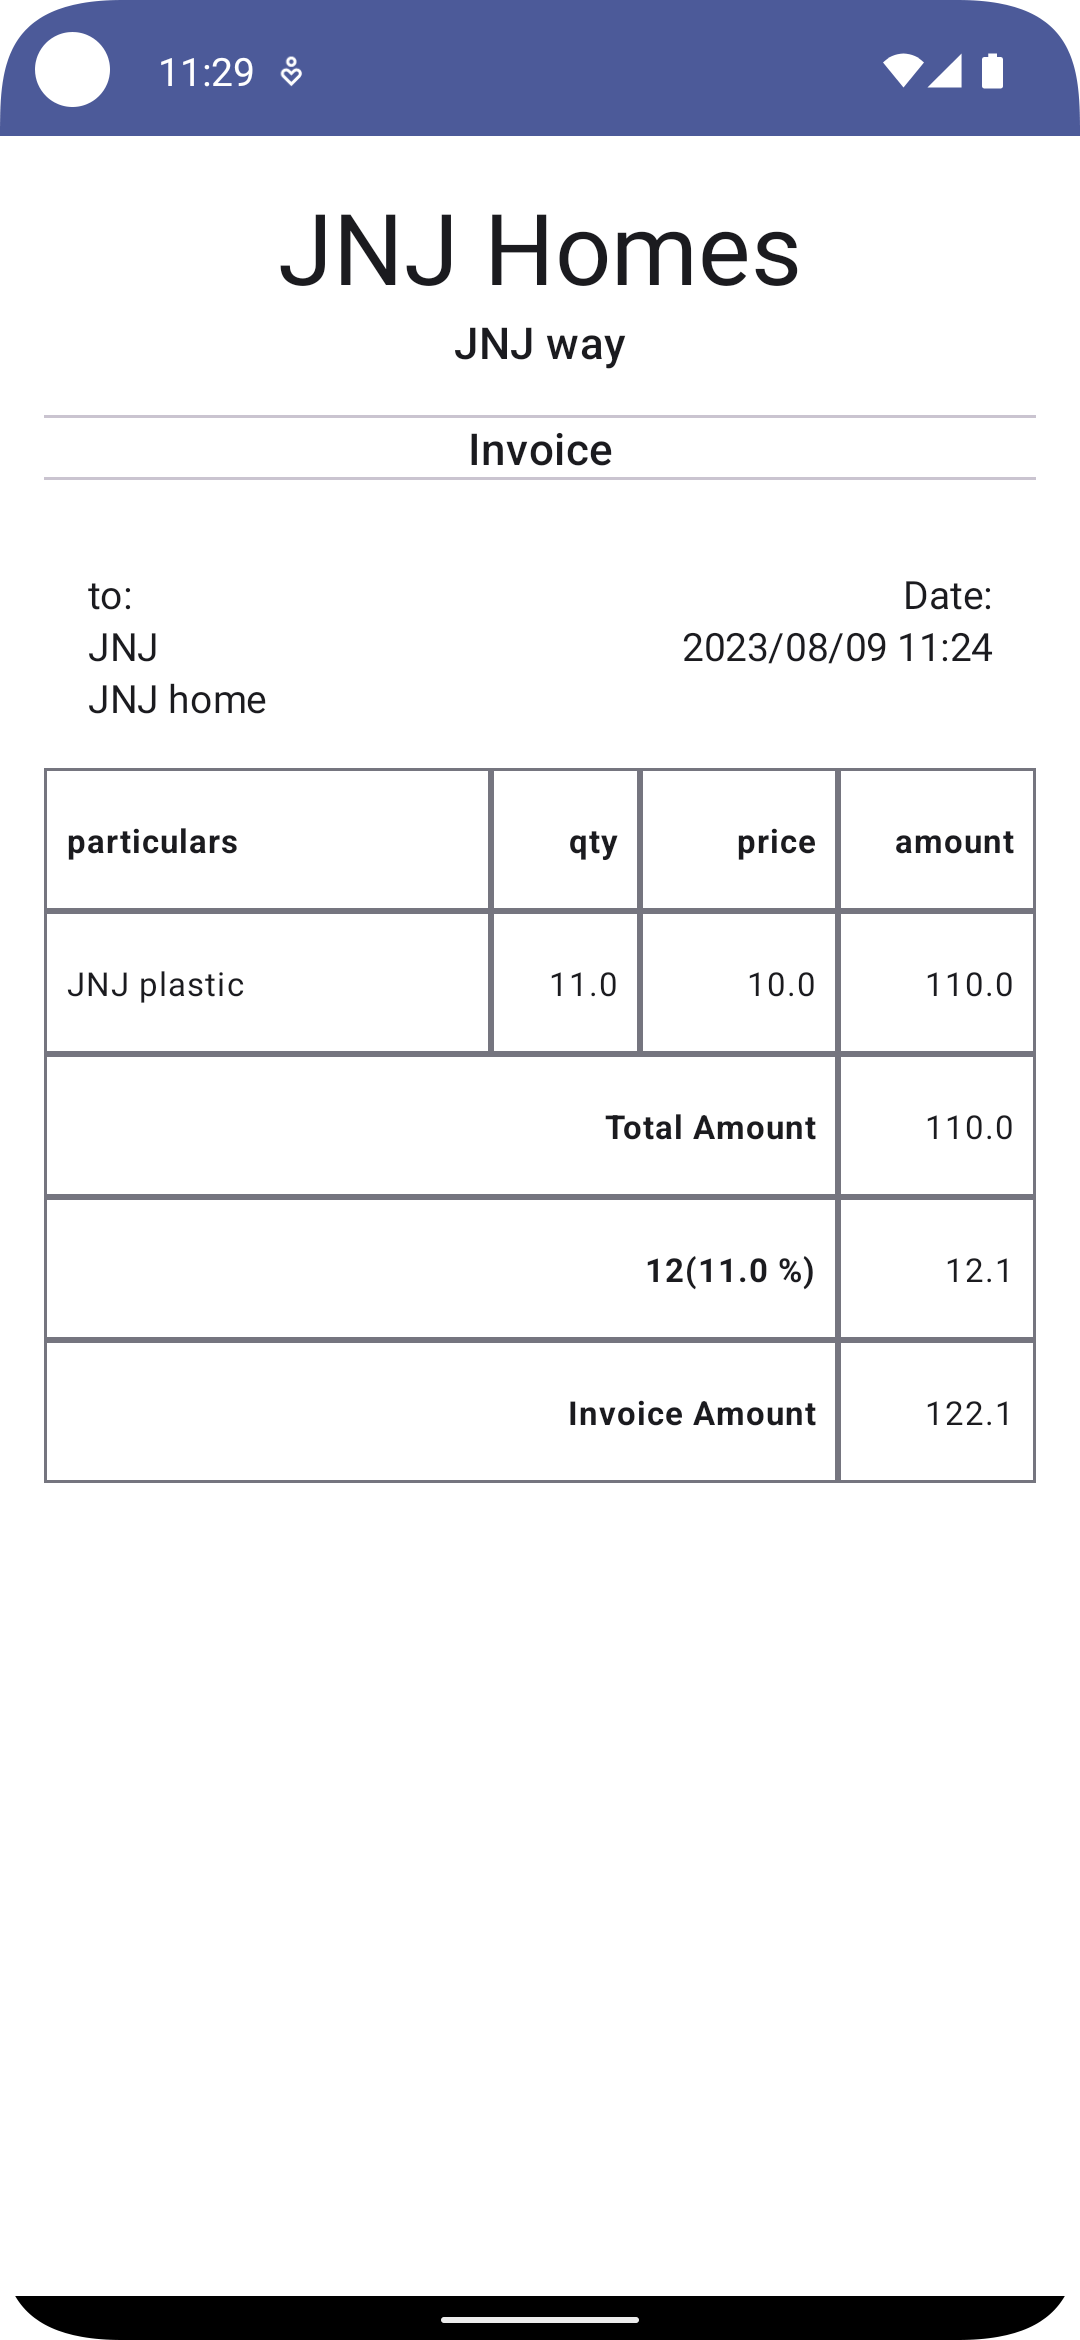 11:29
JNJ Homes
JNJ way
Invoice
to: Date:
JNJ 2023/08/09 11:24
JNJ home
particulars qty price amount
JNJ plastic 11.0 10.0 110.0
Total Amount 110.0
12(11.0 %) 12.1
Invoice Amount 122.1